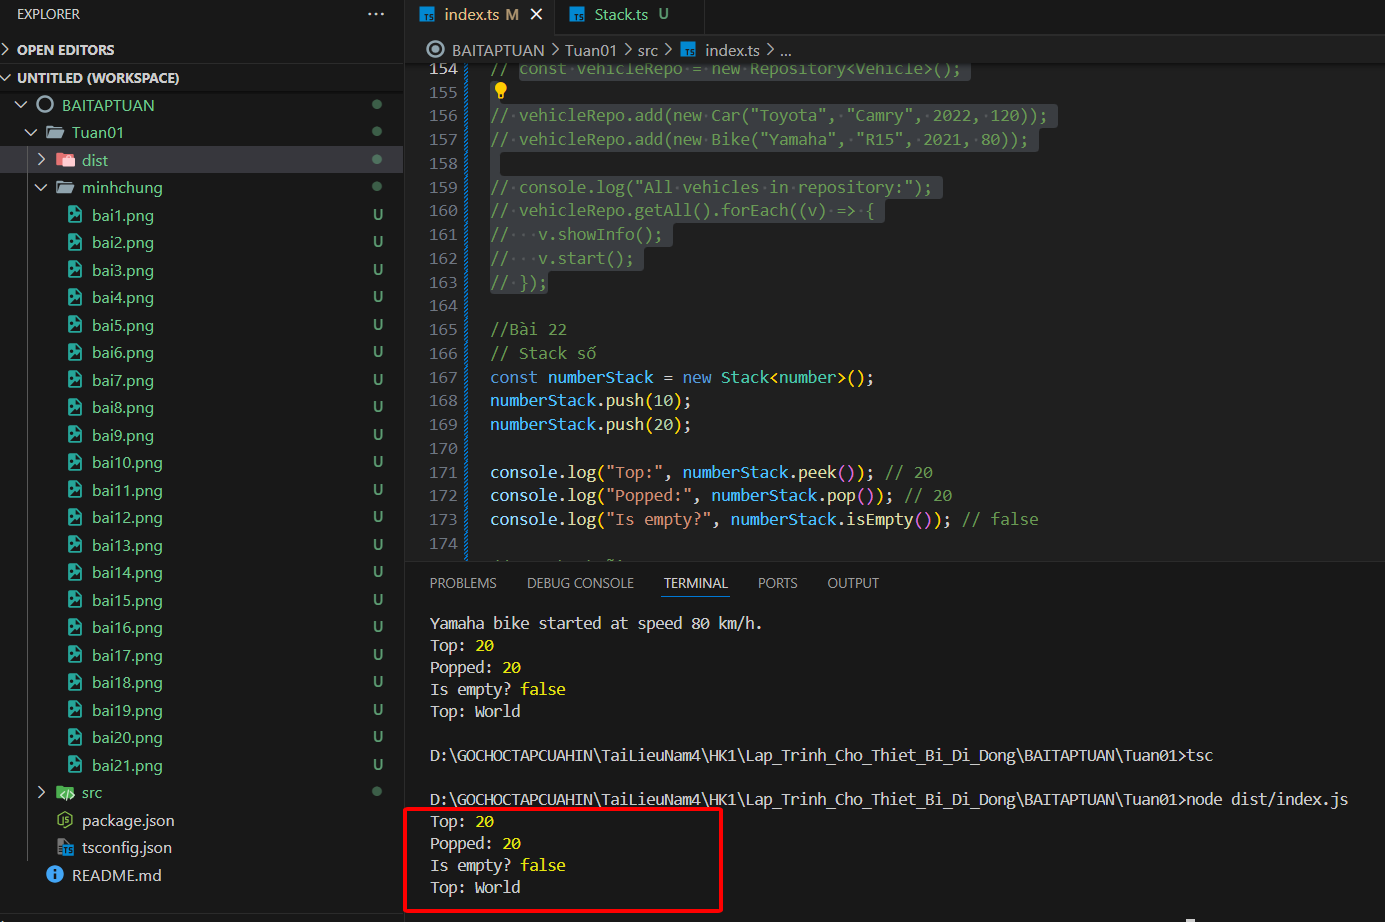 EXPLORER
···
OPEN EDITORS
UNTITLED (WORKSPACE)
BAITAPTUAN
Tuan01
dist
minhchung
bai1.png U
bai2.png U
bai3.png U
bai4.png U
bai5.png U
bai6.png U
bai7.png U
bai8.png U
bai9.png U
bai10.png U
bai11.png U
bai12.png U
bai13.png U
bai14.png U
bai15.png U
bai16.png U
bai17.png U
bai18.png U
bai19.png U
bai20.png U
bai21.png U
src
package.json
tsconfig.json
README.md
index.ts M
Stack.ts U
BAITAPTUAN > Tuan01 > src > index.ts > ...
154 // const vehicleRepo = new Repository<Vehicle>();
155
156 // vehicleRepo.add(new Car("Toyota", "Camry", 2022, 120));
157 // vehicleRepo.add(new Bike("Yamaha", "R15", 2021, 80));
158
159 // console.log("All vehicles in repository:");
160 // vehicleRepo.getAll().forEach((v) => {
161 //   v.showInfo();
162 //   v.start();
163 // });
164
165 //Bài 22
166 // Stack số
167 const numberStack = new Stack<number>();
168 numberStack.push(10);
169 numberStack.push(20);
170
171 console.log("Top:", numberStack.peek()); // 20
172 console.log("Popped:", numberStack.pop()); // 20
173 console.log("Is empty?", numberStack.isEmpty()); // false
174
PROBLEMS DEBUG CONSOLE TERMINAL PORTS OUTPUT
Yamaha bike started at speed 80 km/h.
Top: 20
Popped: 20
Is empty? false
Top: World
D:\GOCHOCTAPCUAHIN\TaiLieuNam4\HK1\Lap_Trinh_Cho_Thiet_Bi_Di_Dong\BAITAPTUAN\Tuan01>tsc
D:\GOCHOCTAPCUAHIN\TaiLieuNam4\HK1\Lap_Trinh_Cho_Thiet_Bi_Di_Dong\BAITAPTUAN\Tuan01>node dist/index.js
Top: 20
Popped: 20
Is empty? false
Top: World